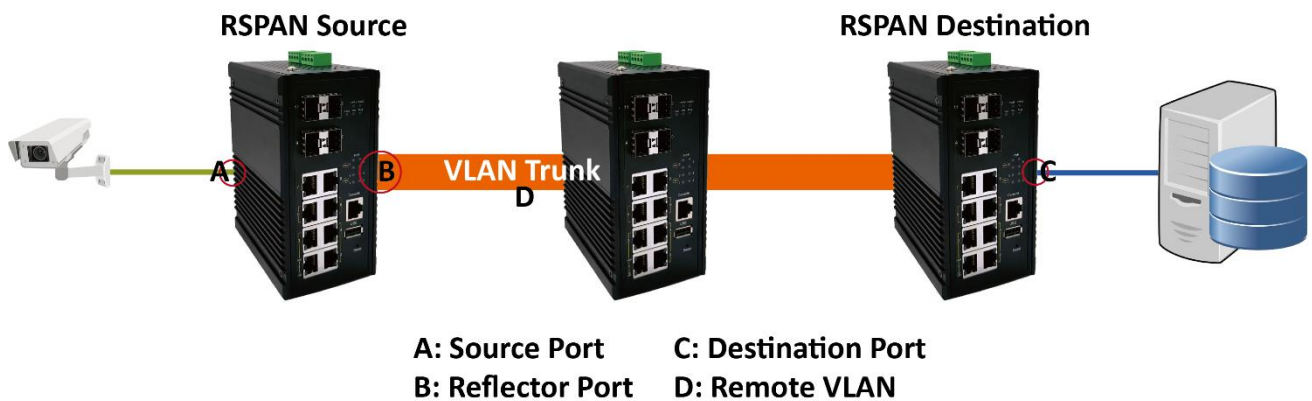 RSPAN Source
RSPAN Destination
A
B
VLAN Trunk
D
C
A: Source Port
C: Destination Port
B: Reflector Port
D: Remote VLAN